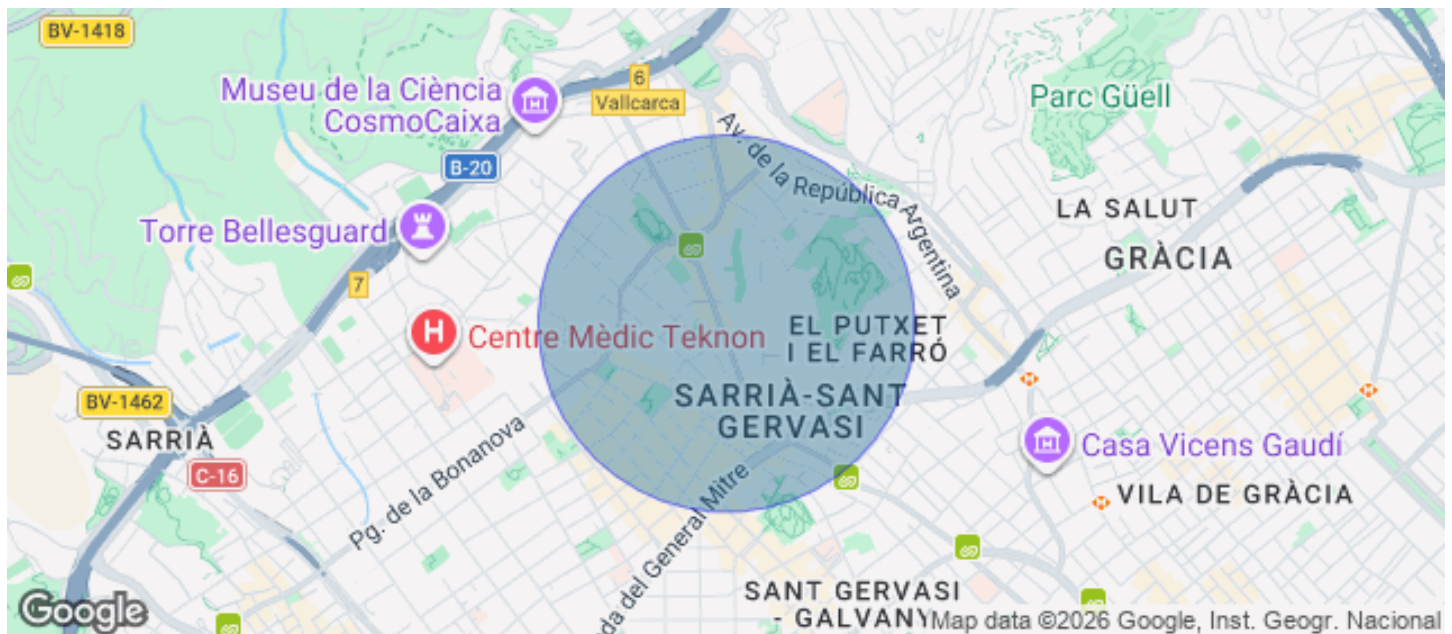 BV-1418
Museu de la Ciència
CosmoCaixa
6
Vallcarca
Parc Güell
B-20
Av. de la República Argentina
LA SALUT
Torre Bellesguard
GRÀCIA
7
H
Centre Mèdic Teknon
EL PUTXET
I EL FARRÓ
BV-1462
SARRIÀ-SANT
GERVASI
SARRIÀ
Casa Vicens Gaudí
C-16
Pg. de la Bonanova
VILA DE GRÀCIA
da del General Mitre
SANT GERVASI
- GALVANY
Google
Map data ©2026 Google, Inst. Geogr. Nacional